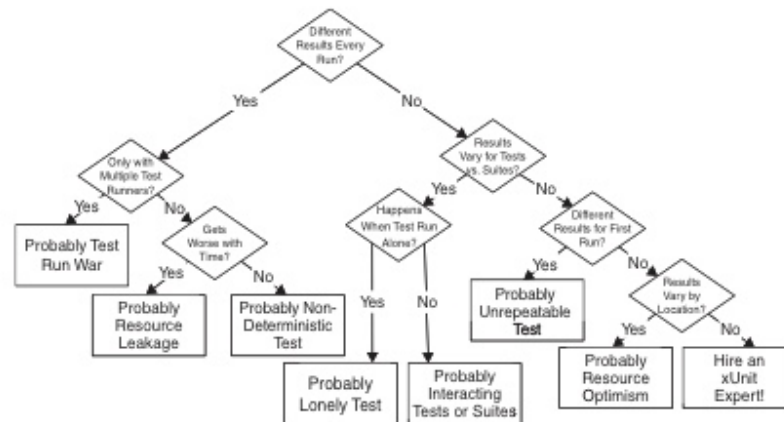 Different
Results Every
Run?
Yes
No
Only with
Multiple Test
Runners?
Results
Vary for Tests
vs. Suites?
Yes
No
Yes
No
Probably Test
Run War
Gets
Worse with
Time?
Happens
When Test Run
Alone?
Different
Results for First
Run?
Yes
No
Yes
No
Yes
No
Probably
Resource
Leakage
Probably Non-
Deterministic
Test
Probably
Unrepeatable
Test
Results
Vary by
Location?
Yes
No
Probably
Lonely Test
Probably
Interacting
Tests or Suites
Probably
Resource
Optimism
Hire an
xUnit
Expert!